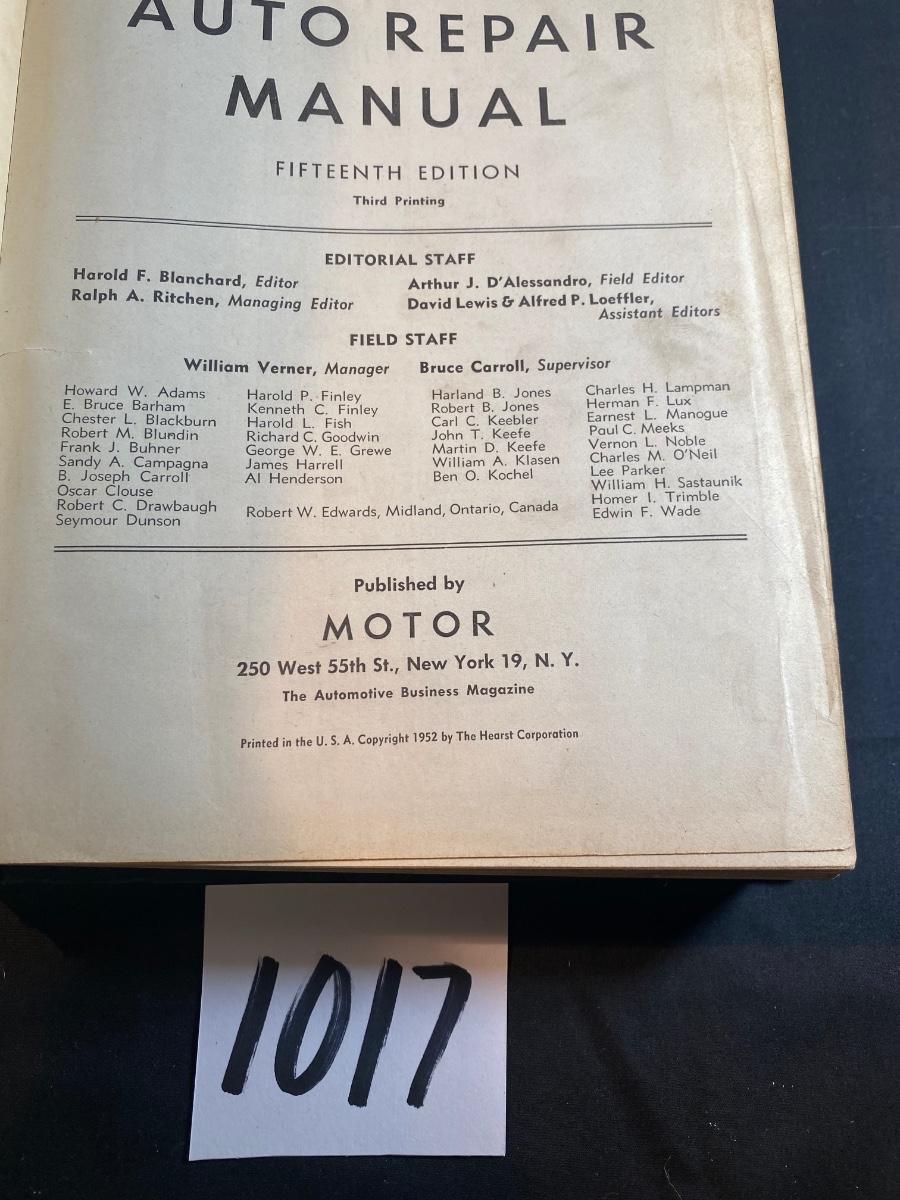 AUTO REPAIR
MANUAL
FIFTEENTH EDITION
Third Printing
EDITORIAL STAFF
Harold F. Blanchard, Editor
Ralph A. Ritchen, Managing Editor
Arthur J. D'Alessandro, Field Editor
David Lewis & Alfred P. Loeffler,
Assistant Editors
FIELD STAFF
William Verner, Manager Bruce Carroll, Supervisor
Howard W. Adams
E. Bruce Barham
Chester L. Blackburn
Robert M. Blundin
Frank J. Buhner
Sandy A. Campagna
B. Joseph Carroll
Oscar Clouse
Robert C. Drawbaugh
Seymour Dunson
Harold P. Finley
Kenneth C. Finley
Harold L. Fish
Richard C. Goodwin
George W. E. Grewe
James Harrell
Al Henderson
Harland B. Jones
Robert B. Jones
Carl C. Keebler
John T. Keefe
Martin D. Keefe
William A. Klasen
Ben O. Kochel
Robert W. Edwards, Midland, Ontario, Canada
Charles H. Lampman
Herman F. Lux
Earnest L. Manogue
Paul C. Meeks
Vernon L. Noble
Charles M. O'Neil
Lee Parker
William H. Sastaunik
Homer I. Trimble
Edwin F. Wade
Published by
MOTOR
250 West 55th St., New York 19, N. Y.
The Automotive Business Magazine
Printed in the U. S. A. Copyright 1952 by The Hearst Corporation
1017